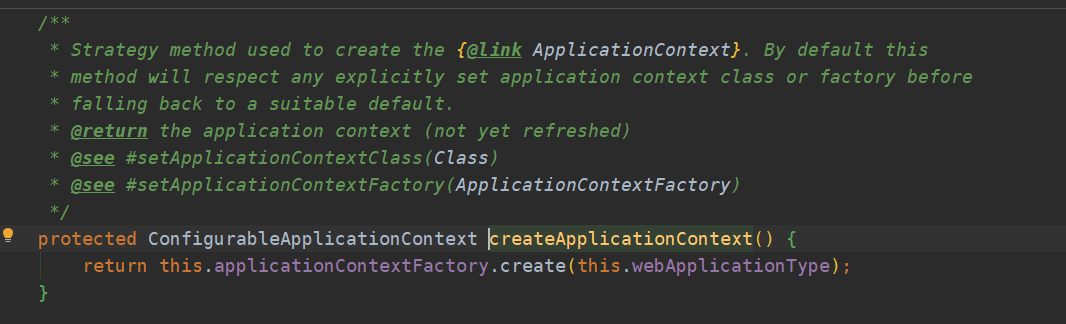 /**
 * Strategy method used to create the {@link ApplicationContext}. By default this
 * method will respect any explicitly set application context class or factory before
 * falling back to a suitable default.
 * @return the application context (not yet refreshed)
 * @see #setApplicationContextClass(Class)
 * @see #setApplicationContextFactory(ApplicationContextFactory)
 */
protected ConfigurableApplicationContext createApplicationContext() {
    return this.applicationContextFactory.create(this.webApplicationType);
}